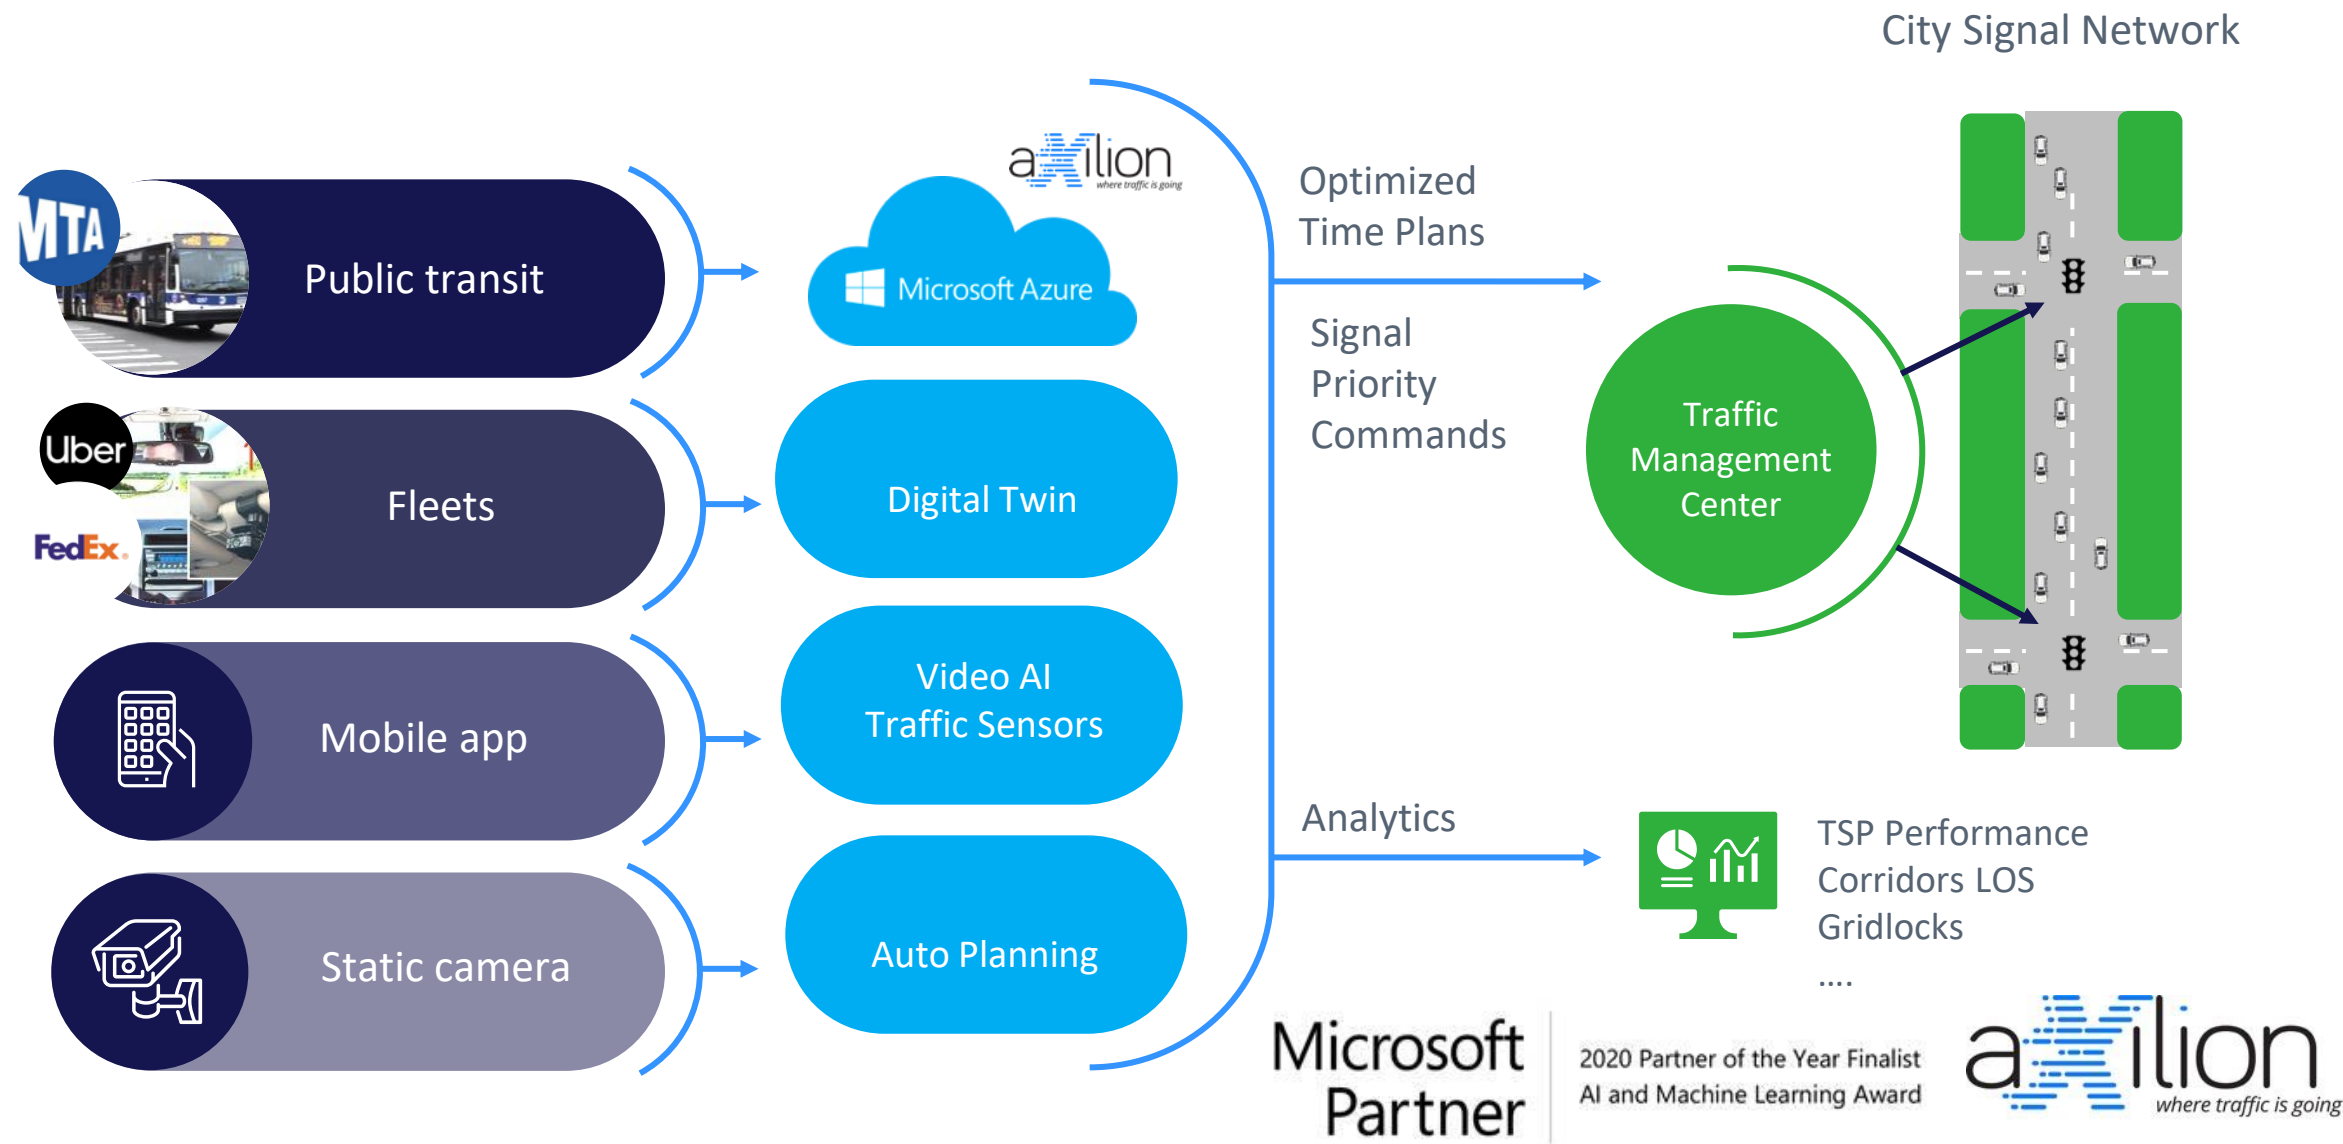 City Signal Network
MTA
Public transit
Uber
FedEx.
Fleets
Mobile app
Static camera
axilion
where traffic is going
Microsoft Azure
Digital Twin
Video AI
Traffic Sensors
Auto Planning
Optimized
Time Plans
Signal
Priority
Commands
Traffic
Management
Center
Analytics
TSP Performance
Corridors LOS
Gridlocks
....
Microsoft
Partner
2020 Partner of the Year Finalist
AI and Machine Learning Award
axilion
where traffic is going